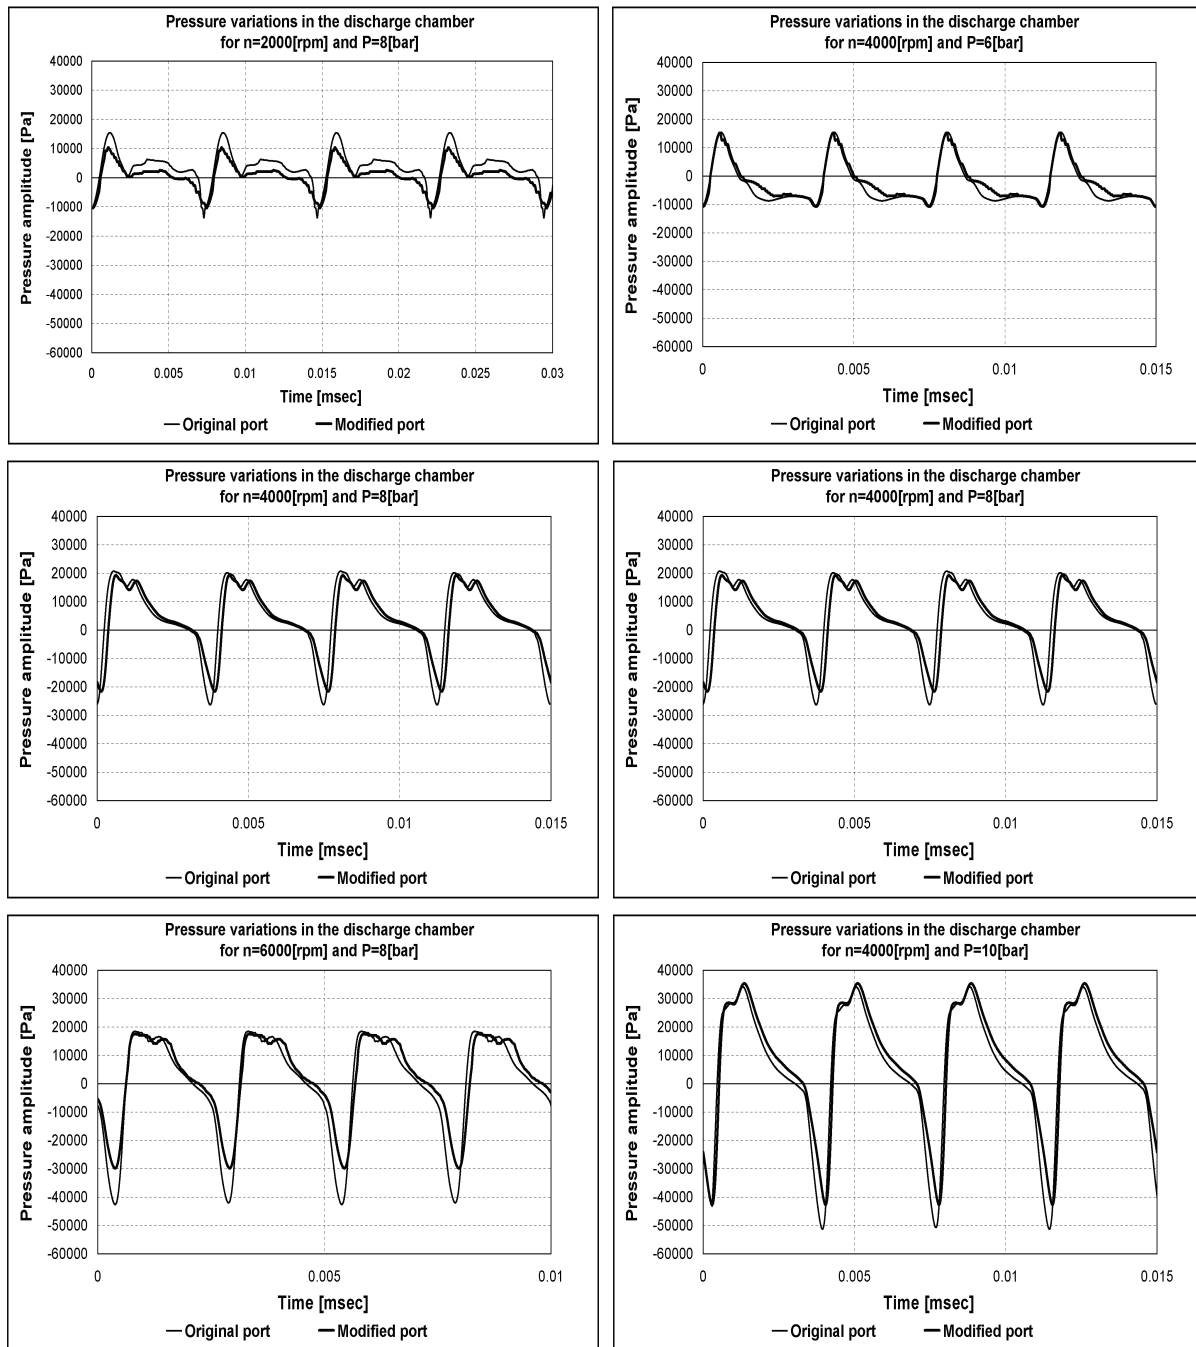 Pressure variations in the discharge chamber
for n=2000[rpm] and P=8[bar]
40000
30000
20000
10000
0
-10000
-20000
-30000
-40000
-50000
-60000
Pressure amplitude [Pa]
0 0.005 0.01 0.015 0.02 0.025 0.03
Time [msec]
Original port Modified port
Pressure variations in the discharge chamber
for n=4000[rpm] and P=6[bar]
40000
30000
20000
10000
0
-10000
-20000
-30000
-40000
-50000
-60000
Pressure amplitude [Pa]
0 0.005 0.01 0.015
Time [msec]
Original port Modified port
Pressure variations in the discharge chamber
for n=4000[rpm] and P=8[bar]
40000
30000
20000
10000
0
-10000
-20000
-30000
-40000
-50000
-60000
Pressure amplitude [Pa]
0 0.005 0.01 0.015
Time [msec]
Original port Modified port
Pressure variations in the discharge chamber
for n=4000[rpm] and P=8[bar]
40000
30000
20000
10000
0
-10000
-20000
-30000
-40000
-50000
-60000
Pressure amplitude [Pa]
0 0.005 0.01 0.015
Time [msec]
Original port Modified port
Pressure variations in the discharge chamber
for n=6000[rpm] and P=8[bar]
40000
30000
20000
10000
0
-10000
-20000
-30000
-40000
-50000
-60000
Pressure amplitude [Pa]
0 0.005 0.01
Time [msec]
Original port Modified port
Pressure variations in the discharge chamber
for n=4000[rpm] and P=10[bar]
40000
30000
20000
10000
0
-10000
-20000
-30000
-40000
-50000
-60000
Pressure amplitude [Pa]
0 0.005 0.01 0.015
Time [msec]
Original port Modified port